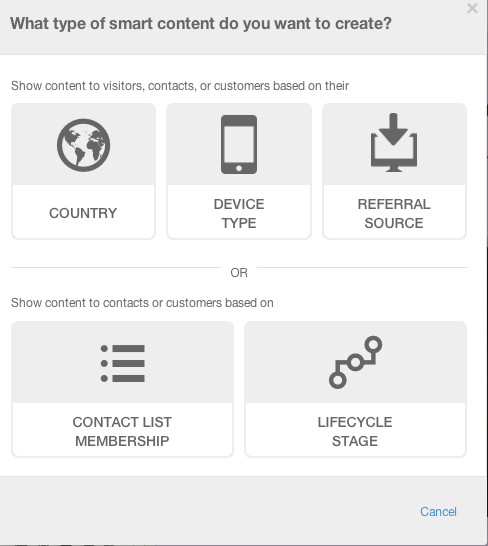 What type of smart content do you want to create?
Show content to visitors, contacts, or customers based on their
COUNTRY
DEVICE
TYPE
REFERRAL
SOURCE
OR
Show content to contacts or customers based on
CONTACT LIST
MEMBERSHIP
LIFECYCLE
STAGE
Cancel